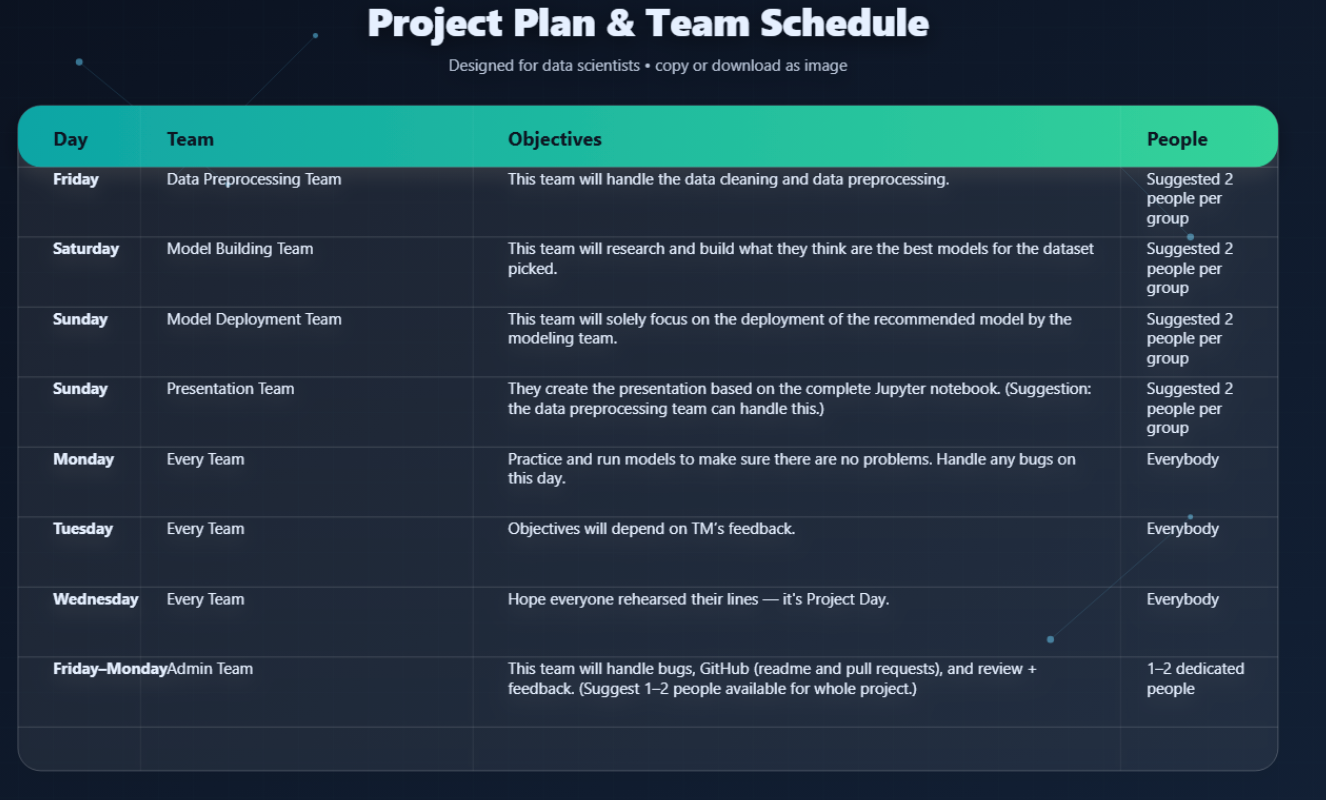 Project Plan & Team Schedule
Designed for data scientists • copy or download as image
Day Team Objectives People
Friday Data Preprocessing Team This team will handle the data cleaning and data preprocessing. Suggested 2
people per
group
Saturday Model Building Team This team will research and build what they think are the best models for the dataset Suggested 2
picked. people per
group
Sunday Model Deployment Team This team will solely focus on the deployment of the recommended model by the Suggested 2
modeling team. people per
group
Sunday Presentation Team They create the presentation based on the complete Jupyter notebook. (Suggestion: Suggested 2
the data preprocessing team can handle this.) people per
group
Monday Every Team Practice and run models to make sure there are no problems. Handle any bugs on Everybody
this day.
Tuesday Every Team Objectives will depend on TM's feedback. Everybody
Wednesday Every Team Hope everyone rehearsed their lines — it's Project Day. Everybody
Friday–Monday Admin Team This team will handle bugs, GitHub (readme and pull requests), and review + 1–2 dedicated
feedback. (Suggest 1–2 people available for whole project.) people